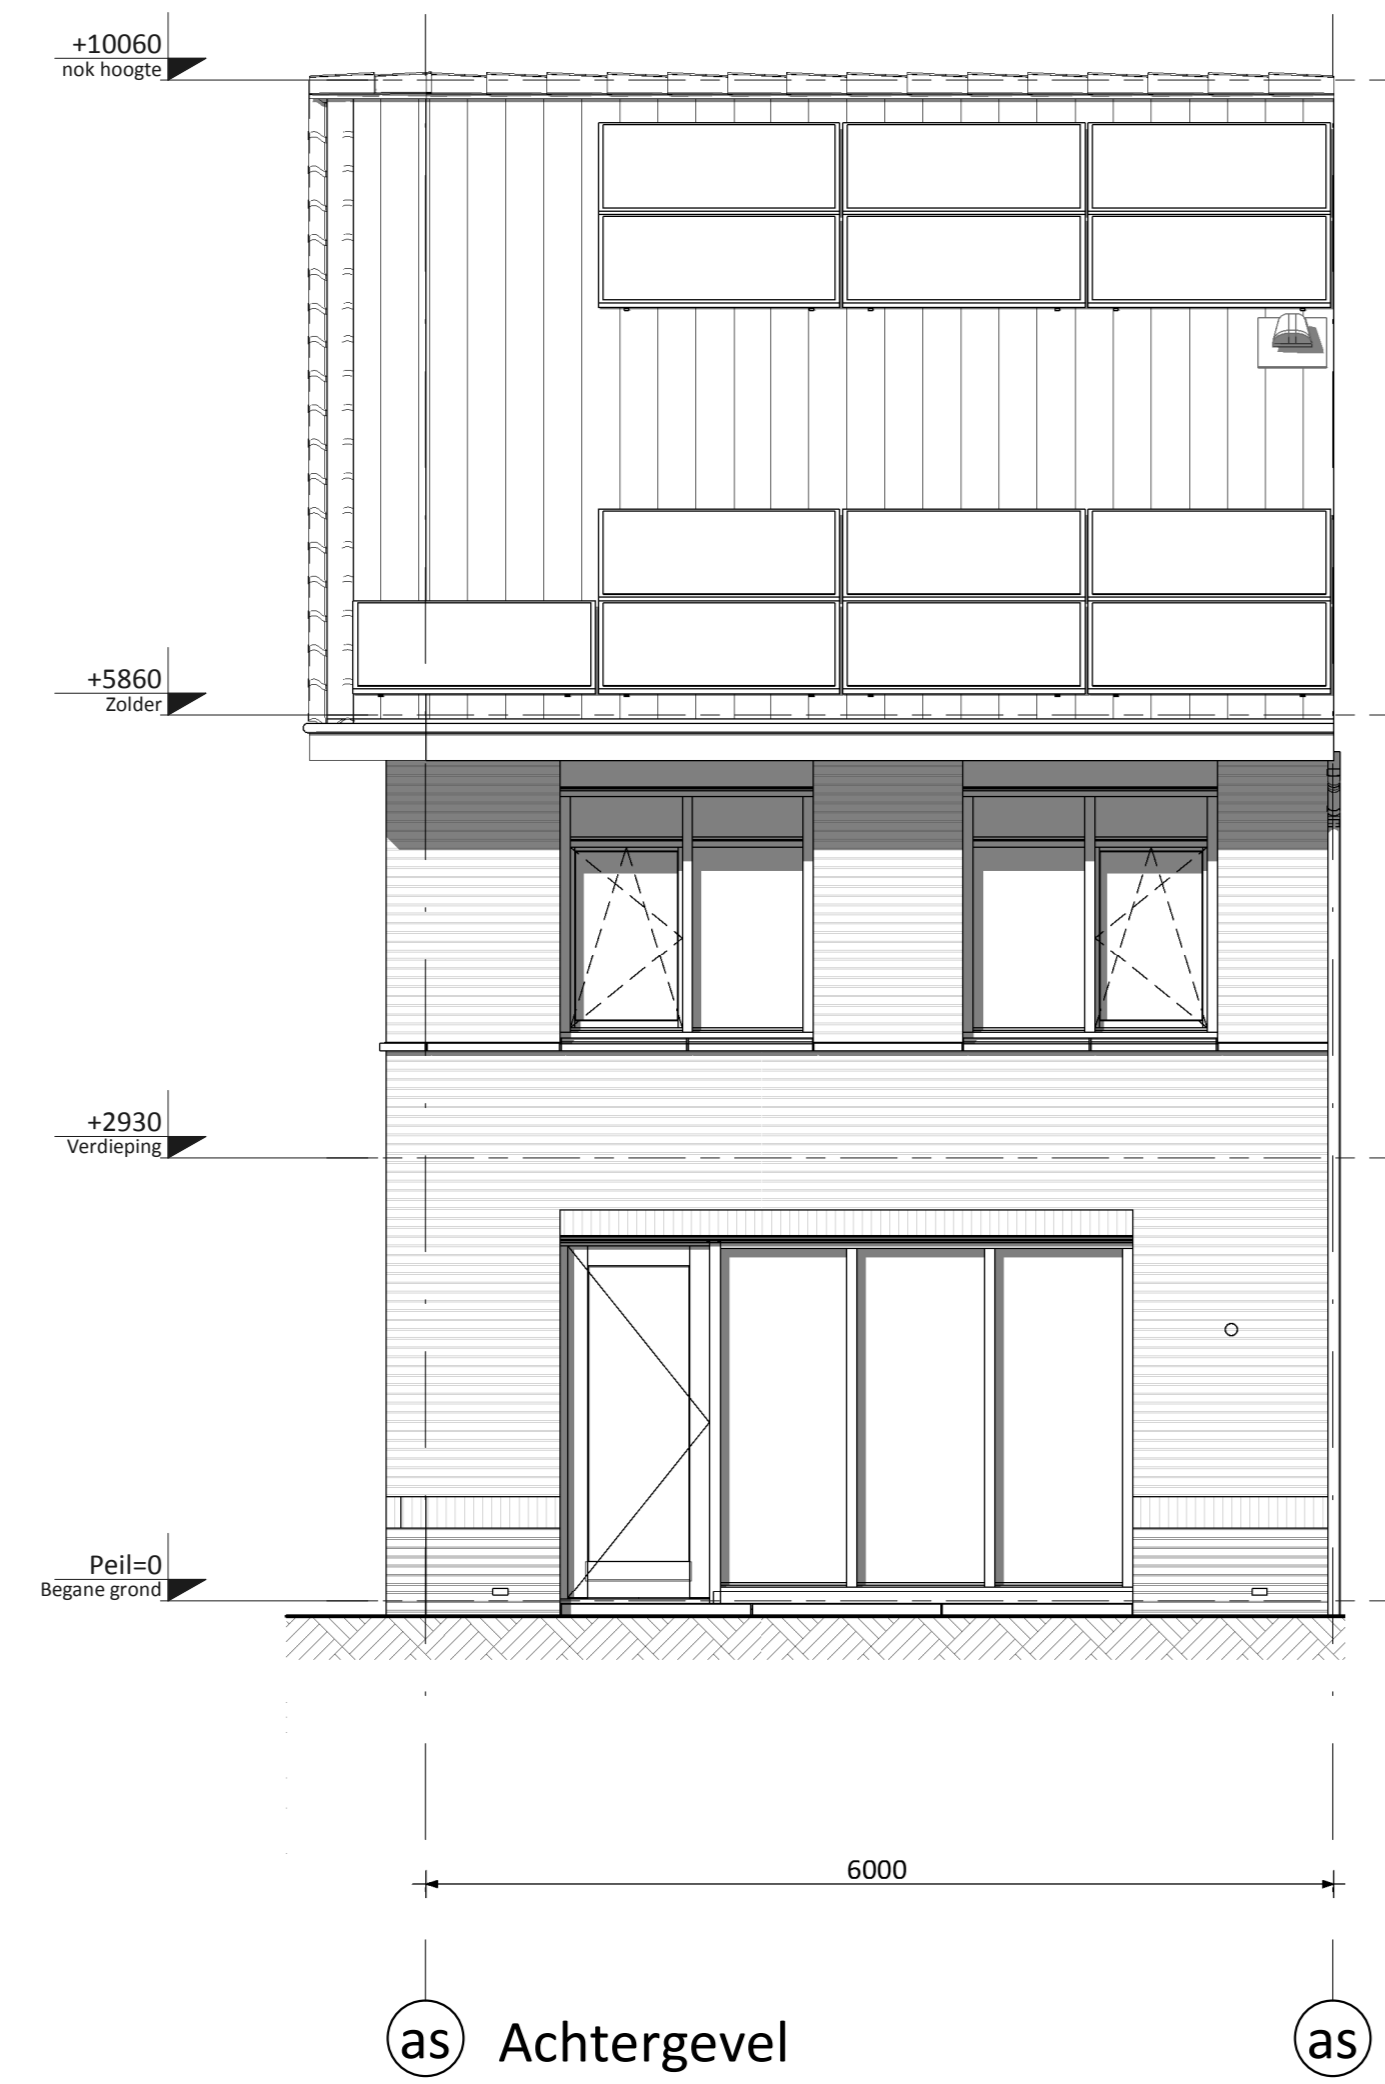 +10060
nok hoogte
+5860
Zolder
+2930
Verdieping
Peil=0
Begane grond
6000
as Achtergevel as